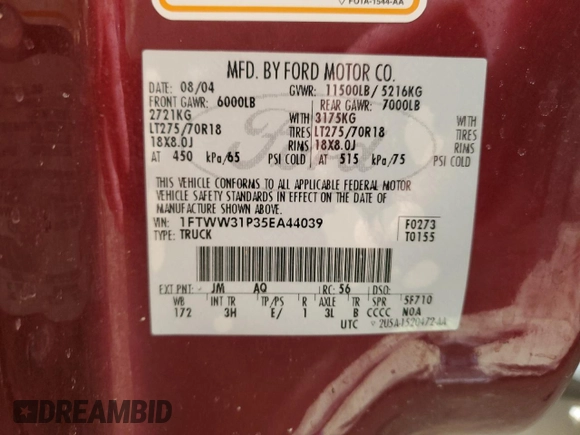 F01A-1544-AA
MFD. BY FORD MOTOR CO.
DATE: 08/04 GVWR: 11500LB/ 5216KG
FRONT GAWR: 6000LB REAR GAWR: 7000LB
2721KG WITH 3175KG WITH
LT275/70R18 TIRES LT275/70R18 TIRES
18X8.0J RIMS 18X8.0J RIMS
AT 450 kPa/65 PSI COLD AT 515 kPa/75 PSI COLD
THIS VEHICLE CONFORMS TO ALL APPLICABLE FEDERAL MOTOR
VEHICLE SAFETY STANDARDS IN EFFECT ON THE DATE OF
MANUFACTURE SHOWN ABOVE.
VIN: 1FTWW31P35EA44039 F0273
TYPE: TRUCK T0155
Ford
EXT PNT: JM AQ RC: 56 DSO:
WB INT TR TP/PS R AXLE TR SPR 5F710
172 3H E/ 1 3L B CCCC N0A
UTC
DREAMBID